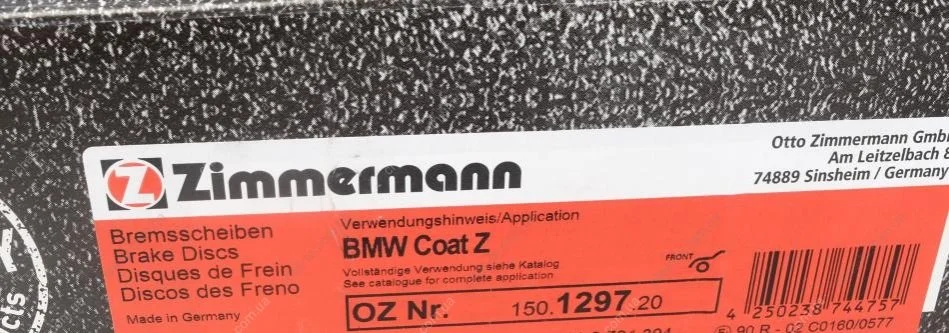 Zimmermann
Otto Zimmermann
Am Leitzelbach
74889 Sinsheim / Germany
Bremsscheiben
Brake Discs
Disques de Frein
Discos des Freno
Made in Germany
Verwendungshinweis/Application
BMW Coat Z
Vollständige Verwendung siehe Katalog
See catalogue for complete application
FRONT
OZ Nr. 150.1297.20
4 250238 744757
E 90 R - 02 C0160/0577
cts